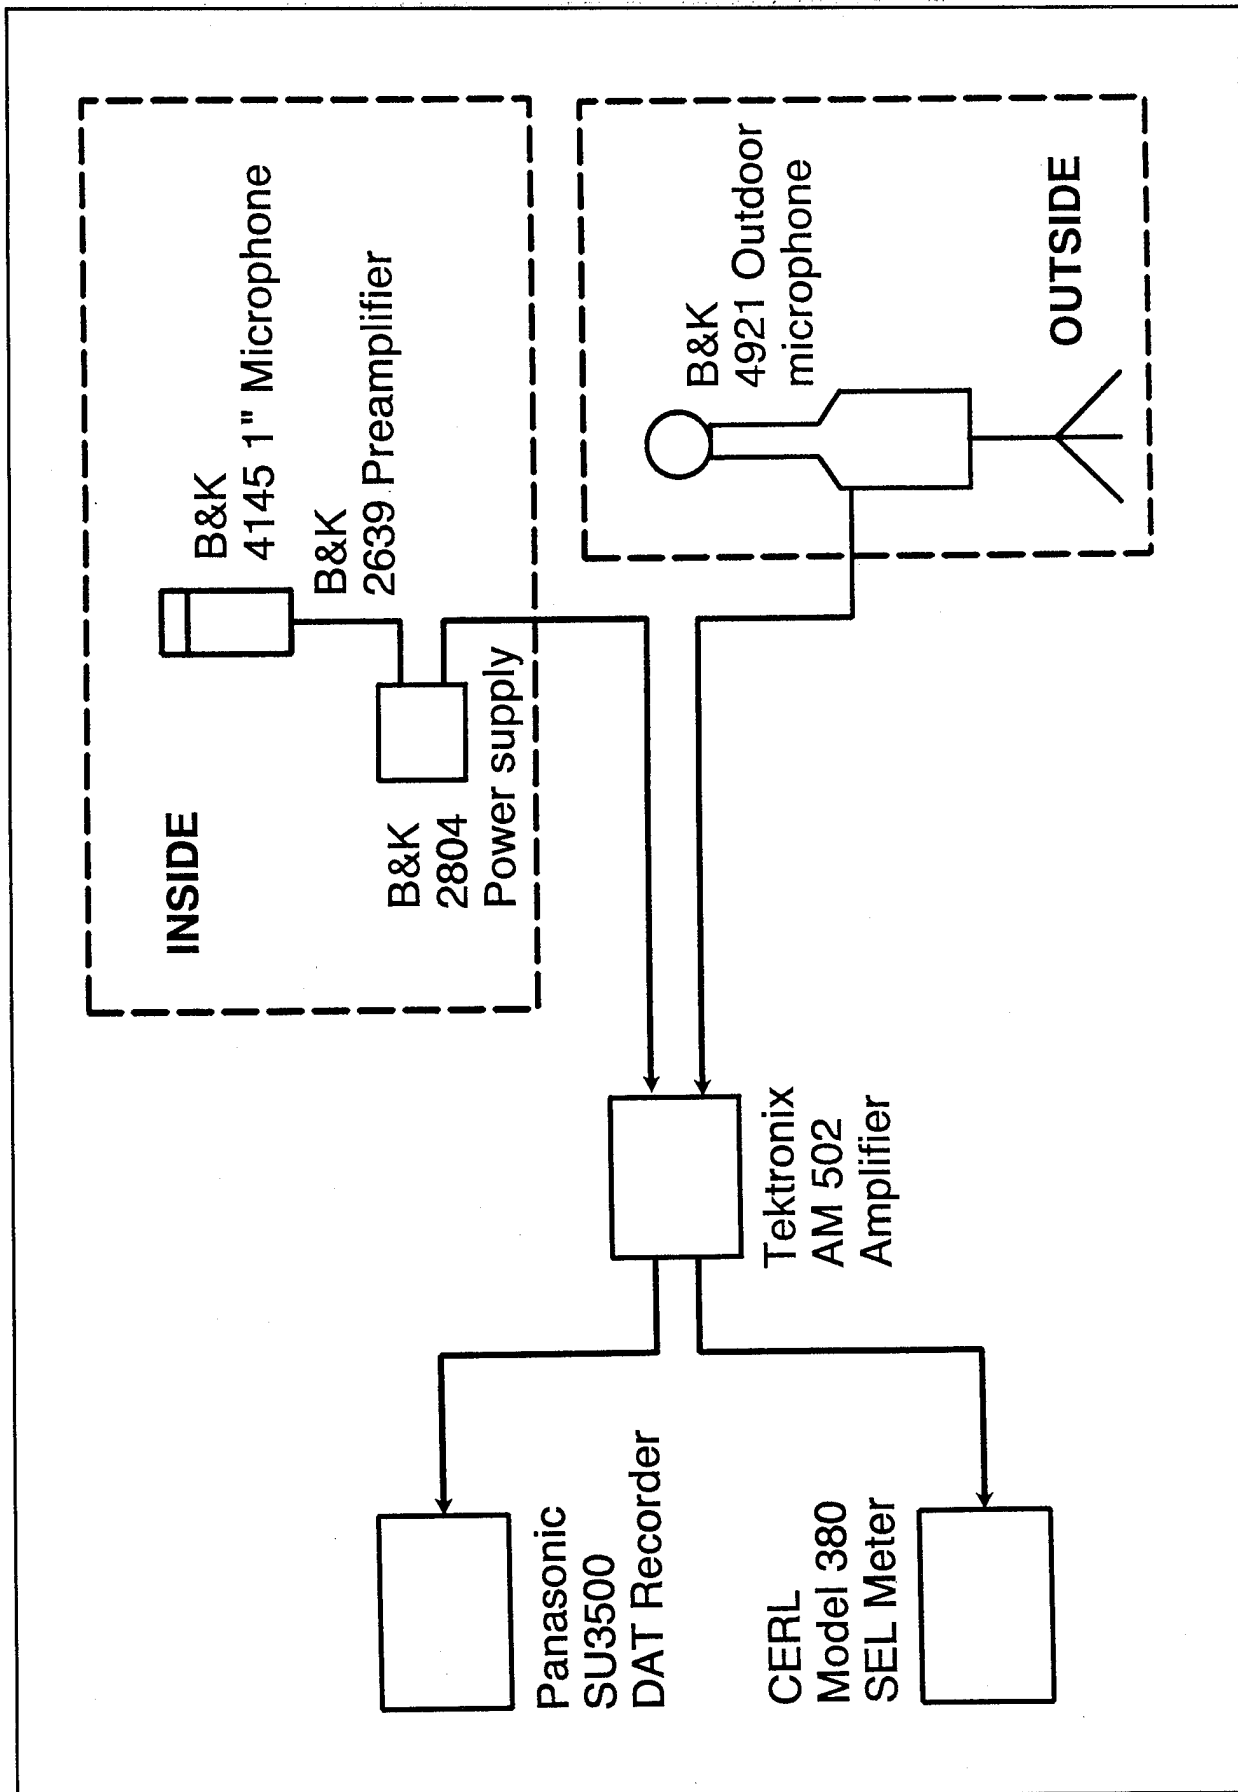 INSIDE
B&K
4145 1" Microphone
B&K
2639 Preamplifier
B&K
2804
Power supply
B&K
4921 Outdoor
microphone
OUTSIDE
Tektronix
AM 502
Amplifier
Panasonic
SU3500
DAT Recorder
CERL
Model 380
SEL Meter